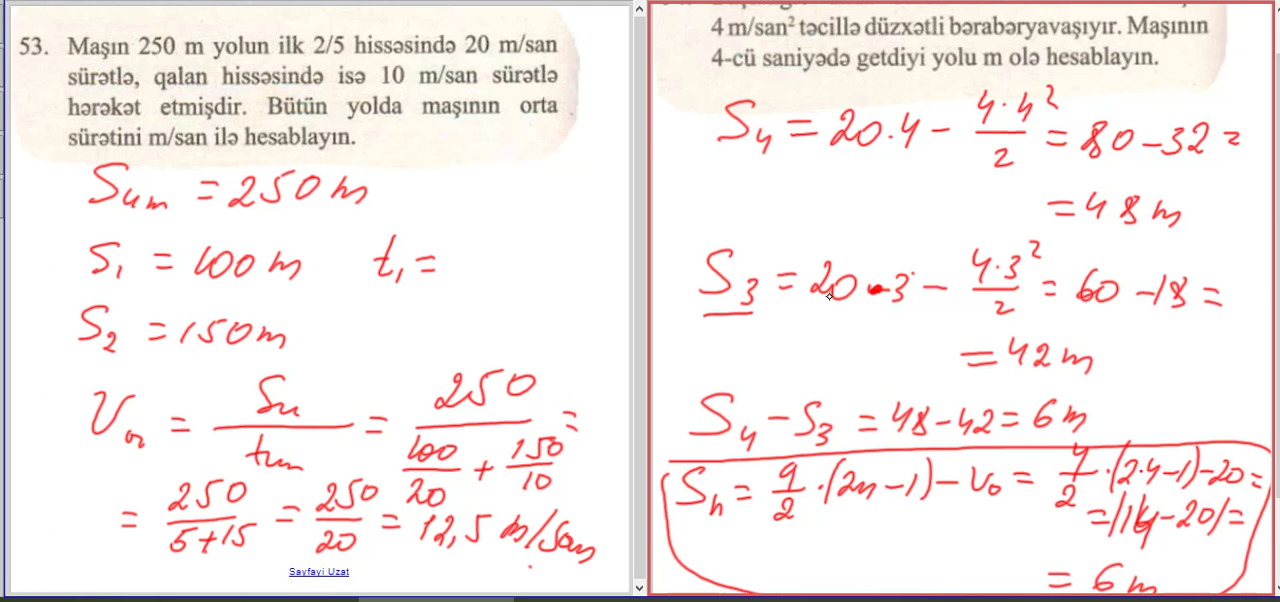 53. Maşın 250 m yolun ilk 2/5 hissəsində 20 m/san
sürətlə, qalan hissəsində isə 10 m/san sürətlə
hərəkət etmişdir. Bütün yolda maşının orta
sürətini m/san ilə hesablayın.
Sum = 250 m
S₁ = 100 m t₁ =
S₂ = 150 m
Vor = Su/tum = 250/(100/20 + 150/10) =
= 250/(5+15) = 250/20 = 12,5 m/san
Sayfayi Uzat
4 m/san² təcillə düzxətli bərabəryavaşıyır. Maşının
4-cü saniyədə getdiyi yolu m olə hesablayın.
S₄ = 20·4 − 4·4²/2 = 80 − 32 =
= 48 m
S₃ = 20·3 − 4·3²/2 = 60 − 18 =
= 42 m
S₄ − S₃ = 48 − 42 = 6 m
Sn = a/2·(2n−1) − v₀ = 4/2·(2·4−1)−20 =
= |14−20| =
= 6 m